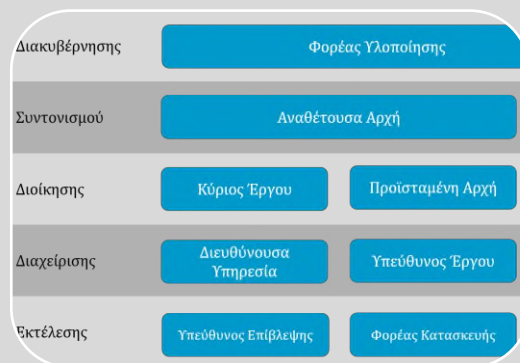 Διακυβέρνησης
Φορέας Υλοποίησης
Συντονισμού
Αναθέτουσα Αρχή
Διοίκησης
Κύριος Έργου
Προϊσταμένη Αρχή
Διαχείρισης
Διευθύνουσα
Υπηρεσία
Υπεύθυνος Έργου
Εκτέλεσης
Υπεύθυνος Επίβλεψης
Φορέας Κατασκευής